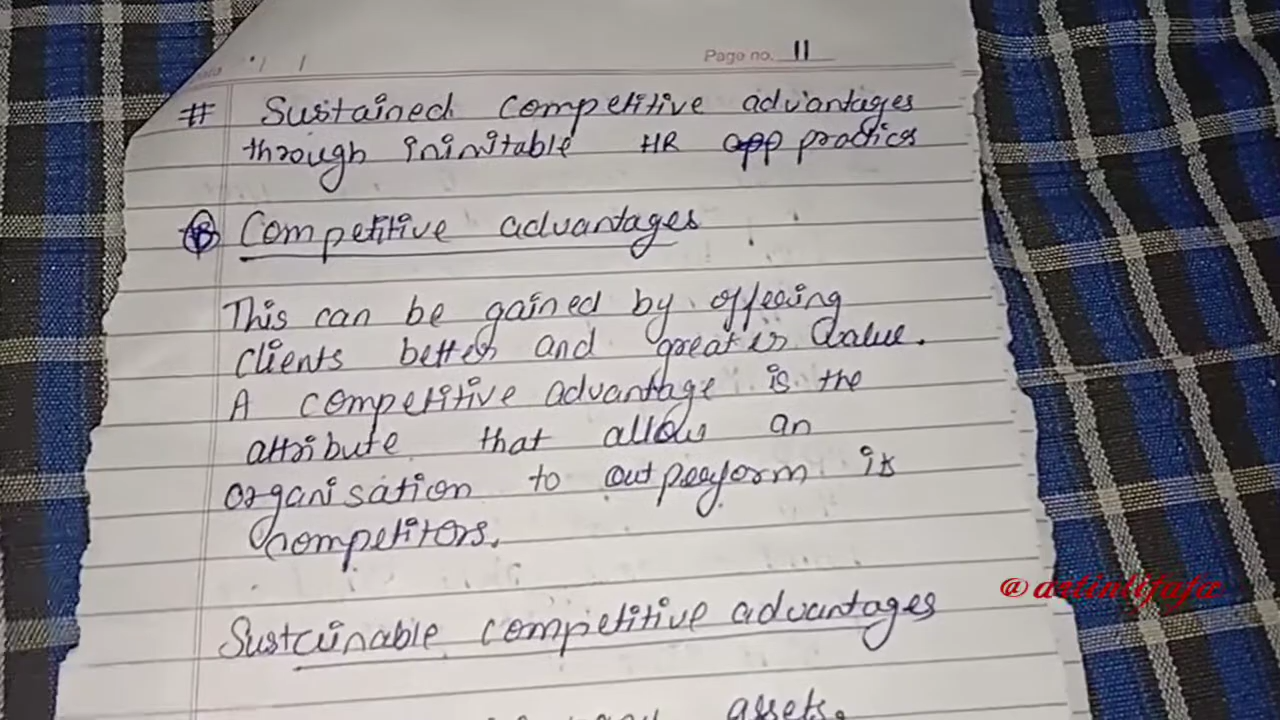 Page no. 11
# Sustained competitive advantages
through ininitable HR app practices
Competitive advantages
This can be gained by offering
clients better and greater value.
A competitive advantage is the
attribute that allow an
organisation to outperform its
competitors.
@ artinlifafa
Sustainable competitive advantages
assets.